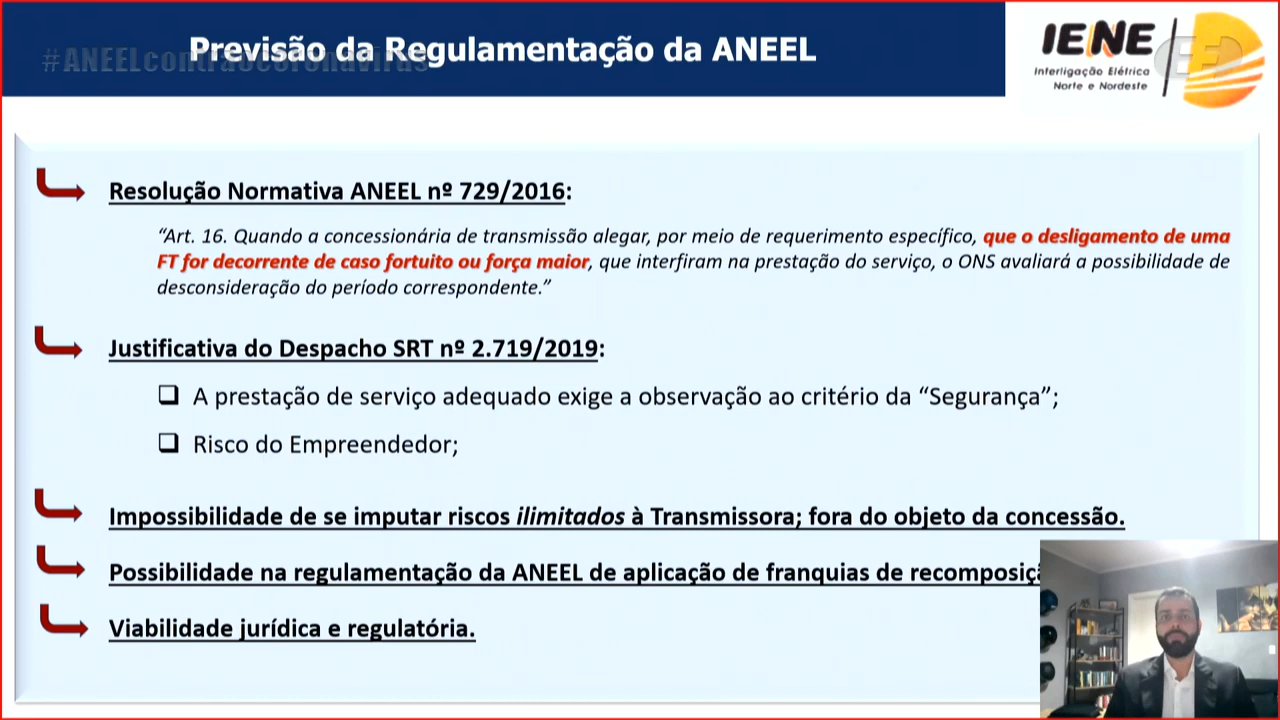 Previsão da Regulamentação da ANEEL
#ANEELcontraocoronavirus
IENE
Interligação Elétrica
Norte e Nordeste
Resolução Normativa ANEEL nº 729/2016:
“Art. 16. Quando a concessionária de transmissão alegar, por meio de requerimento específico, que o desligamento de uma
FT for decorrente de caso fortuito ou força maior, que interfiram na prestação do serviço, o ONS avaliará a possibilidade de
desconsideração do período correspondente.”
Justificativa do Despacho SRT nº 2.719/2019:
A prestação de serviço adequado exige a observação ao critério da “Segurança”;
Risco do Empreendedor;
Impossibilidade de se imputar riscos ilimitados à Transmissora; fora do objeto da concessão.
Possibilidade na regulamentação da ANEEL de aplicação de franquias de
Viabilidade jurídica e regulatória.